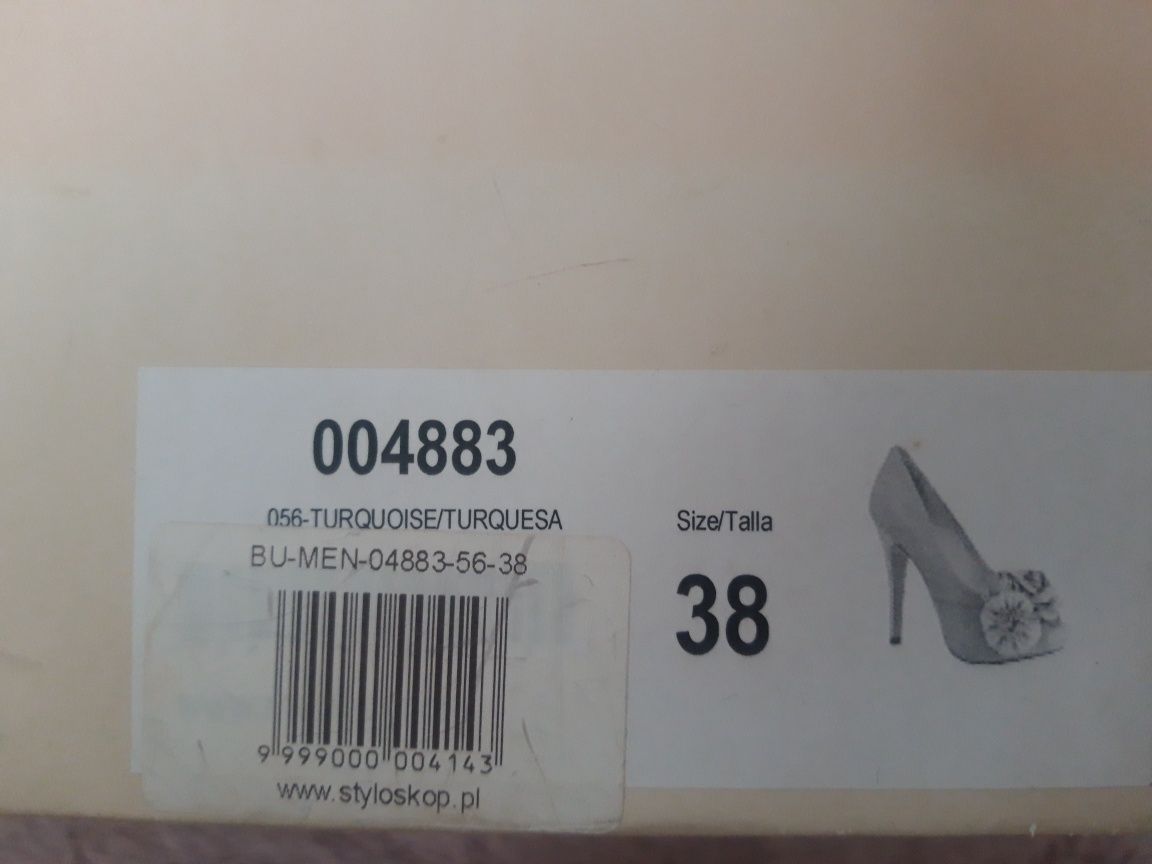 004883
056-TURQUOISE/TURQUESA
Size/Talla
38
BU-MEN-04883-56-38
9 999000 004143
www.styloskop.pl